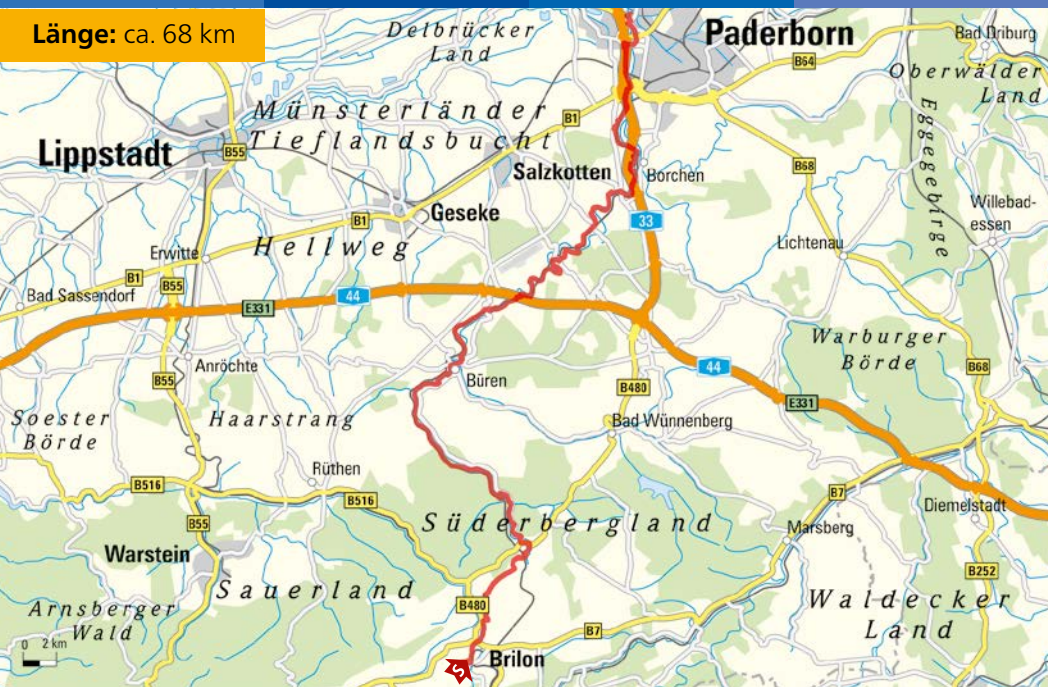 Länge: ca. 68 km
Delbrücker
Land
Paderborn
Bad Driburg
B64
Oberwälder
Land
Münsterländer
Tieflandsbucht
B1
Eggegebirge
Lippstadt
B55
Salzkotten
Borchen
B68
Willebad-
essen
Geseke
B1
33
Lichtenau
Erwitte
Hellweg
B1
B55
Bad Sassendorf
44
E331
Warburger
Börde
Anröchte
44
B68
B55
Büren
B480
E331
Soester
Börde
Haarstrang
Bad Wünnenberg
Rüthen
B516
B516
B7
Diemelstadt
B55
Süderbergland
Marsberg
Warstein
Sauerland
B252
Arnsberger
Wald
B480
Waldecker
Land
B7
0 2 km
S
Brilon